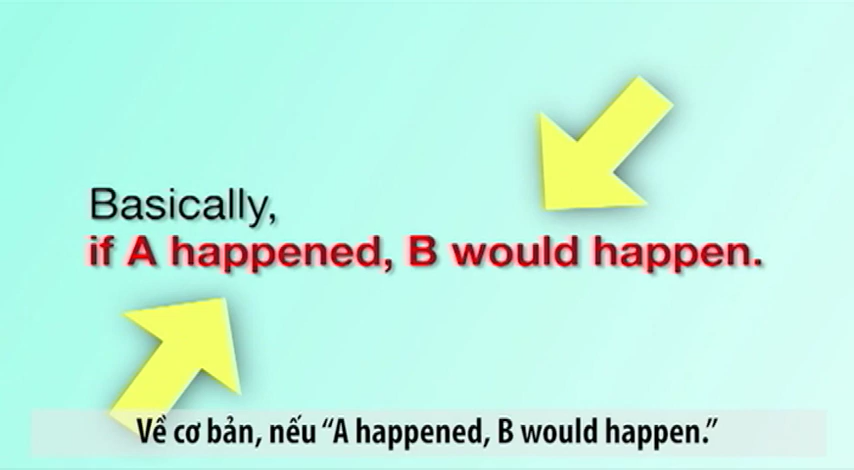 Basically,
if A happened, B would happen.
Về cơ bản, nếu “A happened, B would happen.”